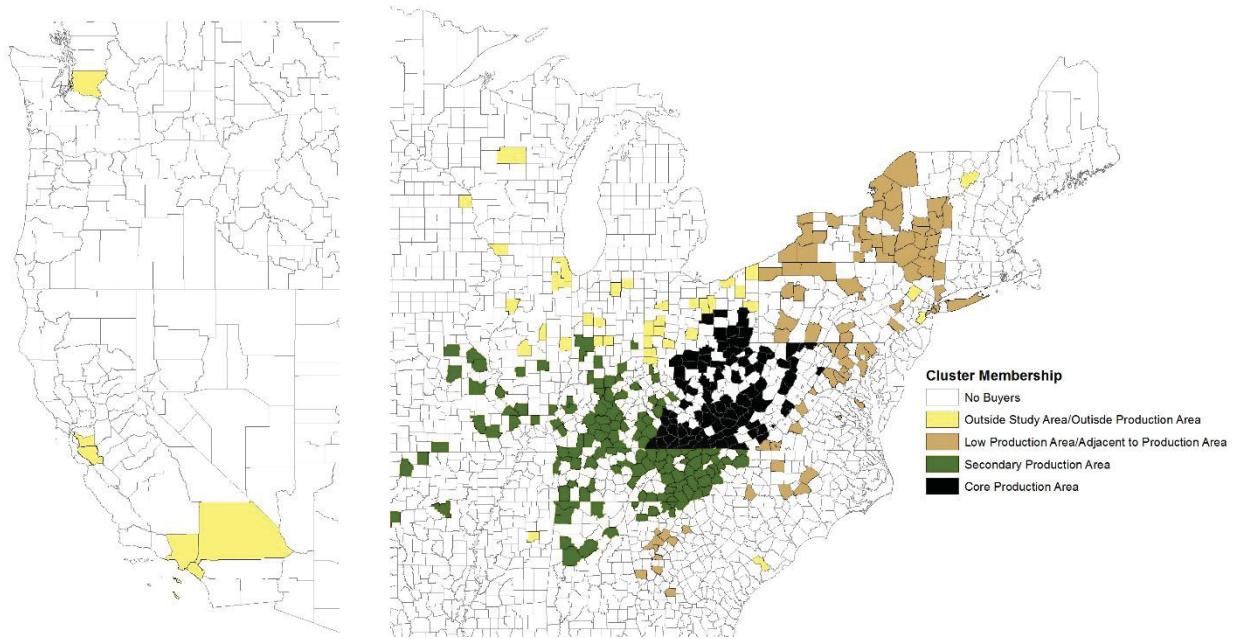 Cluster Membership
No Buyers
Outside Study Area/Outisde Production Area
Low Production Area/Adjacent to Production Area
Secondary Production Area
Core Production Area